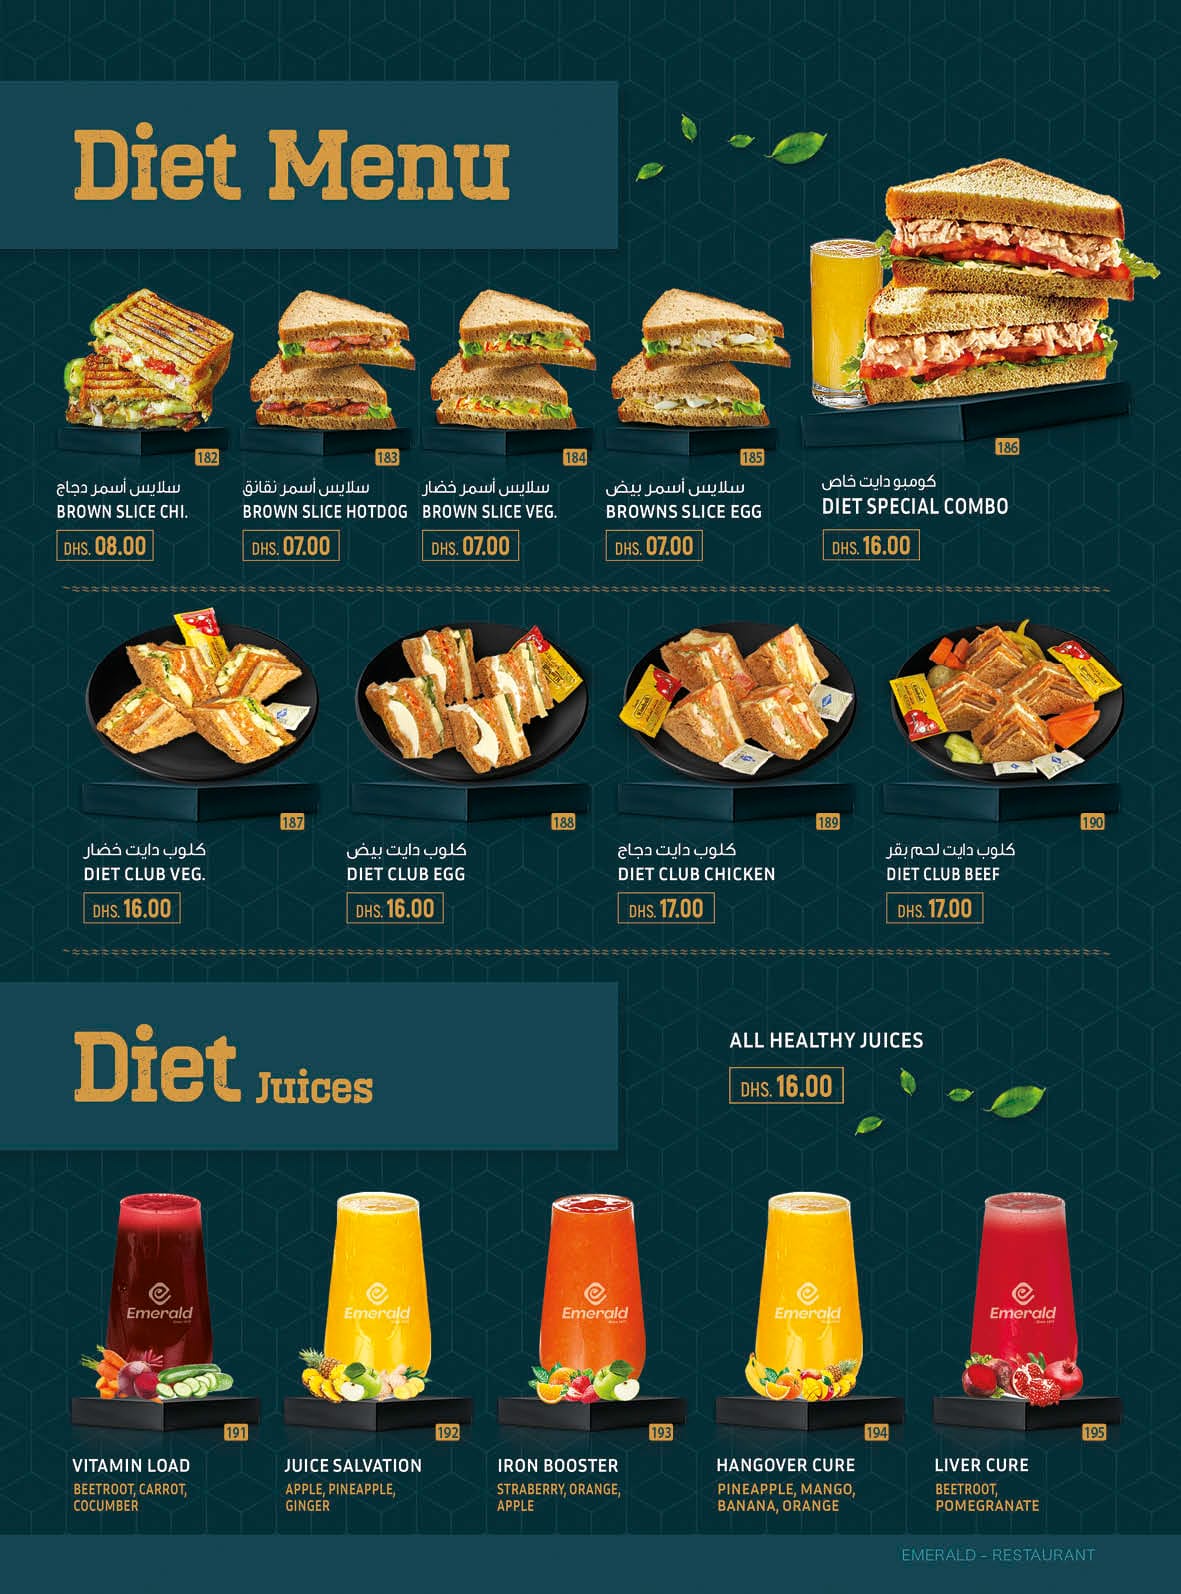 Diet Menu
182
183
184
185
186
سلايس أسمر دجاج
BROWN SLICE CHI.
DHS. 08.00
سلايس أسمر نقانق
BROWN SLICE HOTDOG
DHS. 07.00
سلايس أسمر خضار
BROWN SLICE VEG.
DHS. 07.00
سلايس أسمر بيض
BROWNS SLICE EGG
DHS. 07.00
كومبو دايت خاص
DIET SPECIAL COMBO
DHS. 16.00
187
188
189
190
كلوب دايت خضار
DIET CLUB VEG.
DHS. 16.00
كلوب دايت بيض
DIET CLUB EGG
DHS. 16.00
كلوب دايت دجاج
DIET CLUB CHICKEN
DHS. 17.00
كلوب دايت لحم بقر
DIET CLUB BEEF
DHS. 17.00
Diet Juices
ALL HEALTHY JUICES
DHS. 16.00
Emerald
Emerald
Emerald
Emerald
Emerald
191
192
193
194
195
VITAMIN LOAD
BEETROOT, CARROT,
COCUMBER
JUICE SALVATION
APPLE, PINEAPPLE,
GINGER
IRON BOOSTER
STRABERRY, ORANGE,
APPLE
HANGOVER CURE
PINEAPPLE, MANGO,
BANANA, ORANGE
LIVER CURE
BEETROOT,
POMEGRANATE
EMERALD - RESTAURANT